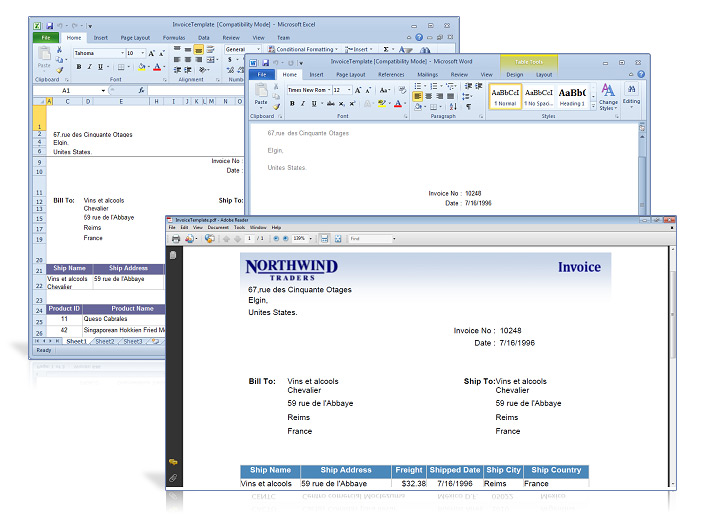 InvoiceTemplate [Compatibility Mode] - Microsoft Excel
File Home Insert Page Layout Formulas Data Review View Team
Paste Tahoma 10 General Conditional Formatting Insert
B I U
Clipboard Font Alignment
A1 fx
A C D E H I J K L M N O
1
2 67,rue des Cinquante Otages
4 Elgin,
6 Unites States.
9 Invoice No :
10 Date :
11
12 Bill To: Vins et alcools Ship To:
13 Chevalier
15 59 rue de l'Abbaye
17 Reims
19 France
20
21 Ship Name Ship Address
22 Vins et alcools 59 rue de l'Abbaye
Chevalier
23
24 Product ID Product Name
25 11 Queso Cabrales
26 42 Singaporean Hokkien Fried M
Sheet1 Sheet2 Sheet3
Ready
InvoiceTemplate [Compatibility Mode] - Microsoft Word
Table Tools
File Home Insert Page Layout References Mailings Review View Design Layout
Paste Times New Rom 12
B I U abc
AaBbCcI AaBbCcI AaBb(
¶ Normal ¶ No Spaci... Heading 1
Change Styles Editing
Clipboard Font Paragraph Styles
67,rue des Cinquante Otages
Elgin,
Unites States
Invoice No : 10248
Date : 7/16/1996
InvoiceTemplate.pdf - Adobe Reader
File Edit View Document Tools Window Help
1 / 1 139% Find
NORTHWIND
TRADERS
Invoice
67,rue des Cinquante Otages
Elgin,
Unites States.
Invoice No : 10248
Date : 7/16/1996
Bill To: Vins et alcools Ship To:Vins et alcools
Chevalier Chevalier
59 rue de l'Abbaye 59 rue de l'Abbaye
Reims Reims
France France
Ship Name Ship Address Freight Shipped Date Ship City Ship Country
Vins et alcools 59 rue de l'Abbaye $32.38 7/16/1996 Reims France